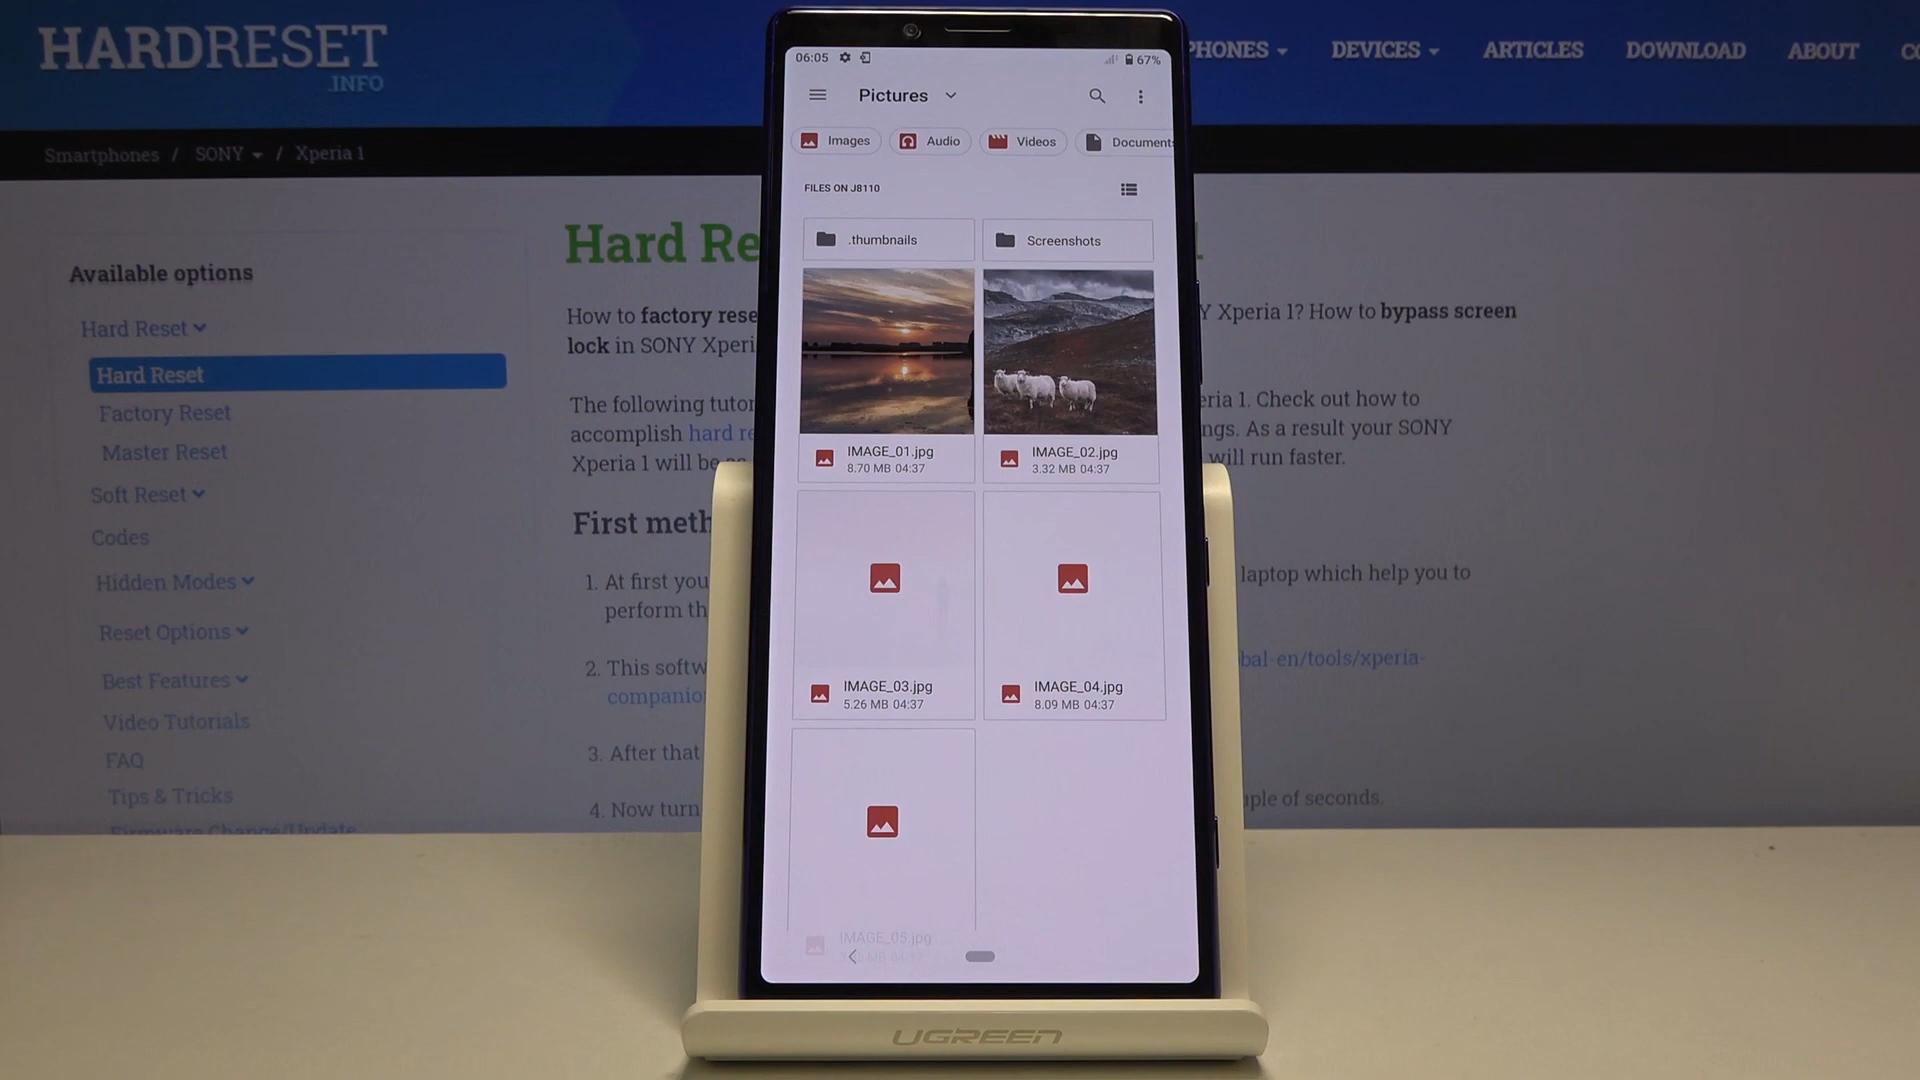 HARDRESET
.INFO
PHONES DEVICES ARTICLES DOWNLOAD ABOUT
Smartphones / SONY / Xperia 1
Available options
Hard Reset
Hard Reset
Factory Reset
Master Reset
Soft Reset
Codes
Hidden Modes
Reset Options
Best Features
Video Tutorials
FAQ
Tips & Tricks
Firmware Change/Update
Hard Re
How to factory rese
lock in SONY Xperi
The following tutor
accomplish hard re
Xperia 1 will be
First meth
1. At first you
perform th
2. This softw
companio
3. After that
4. Now turn
06:05 67%
Pictures
Images Audio Videos Documents
FILES ON J8110
.thumbnails Screenshots
IMAGE_01.jpg
8.70 MB 04:37
IMAGE_02.jpg
3.32 MB 04:37
IMAGE_03.jpg
5.26 MB 04:37
IMAGE_04.jpg
8.09 MB 04:37
IMAGE_05.jpg
Y Xperia 1? How to bypass screen
eria 1. Check out how to
ngs. As a result your SONY
will run faster.
laptop which help you to
bal-en/tools/xperia-
ple of seconds.
UGREEN